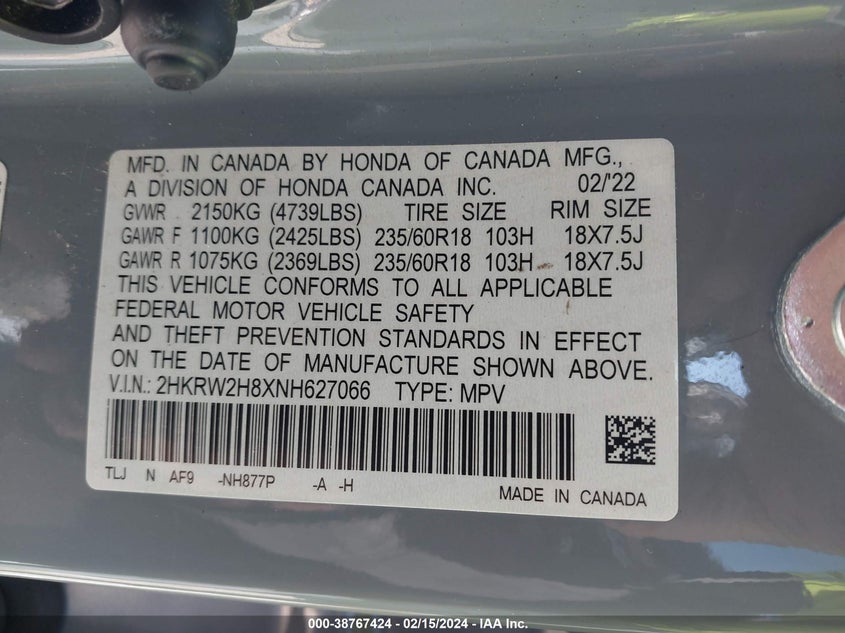 MFD. IN CANADA BY HONDA OF CANADA MFG.,
A DIVISION OF HONDA CANADA INC. 02/'22
GVWR 2150KG (4739LBS) TIRE SIZE RIM SIZE
GAWR F 1100KG (2425LBS) 235/60R18 103H 18X7.5J
GAWR R 1075KG (2369LBS) 235/60R18 103H 18X7.5J
THIS VEHICLE CONFORMS TO ALL APPLICABLE
FEDERAL MOTOR VEHICLE SAFETY
AND THEFT PREVENTION STANDARDS IN EFFECT
ON THE DATE OF MANUFACTURE SHOWN ABOVE.
V.I.N.: 2HKRW2H8XNH627066 TYPE: MPV
TLJ N AF9 -NH877P -A -H
MADE IN CANADA
000-38767424 - 02/15/2024 - IAA Inc.